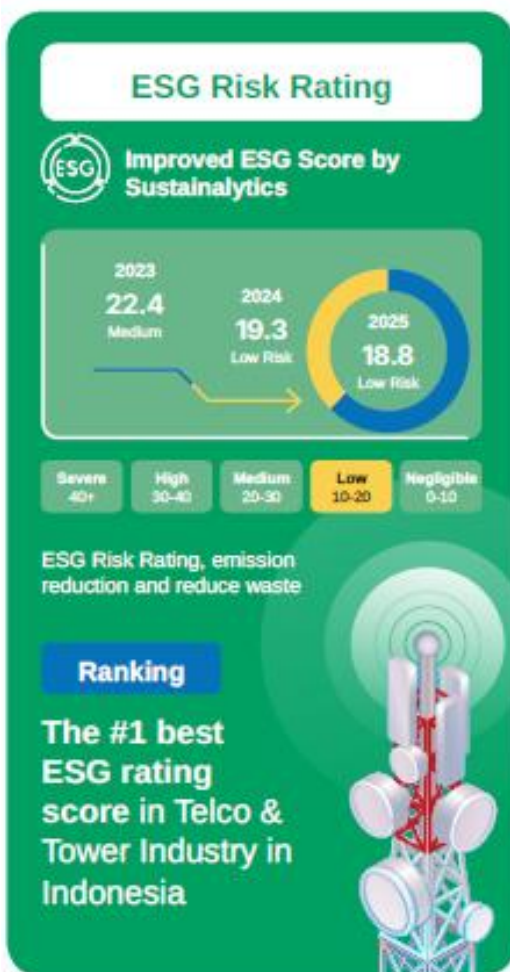 ESG Risk Rating
ESG
Improved ESG Score by
Sustainalytics
2023
22.4
Medium
2024
19.3
Low Risk
2025
18.8
Low Risk
Severe
40+
High
30-40
Medium
20-30
Low
10-20
Negligible
0-10
ESG Risk Rating, emission
reduction and reduce waste
Ranking
The #1 best
ESG rating
score in Telco &
Tower Industry in
Indonesia